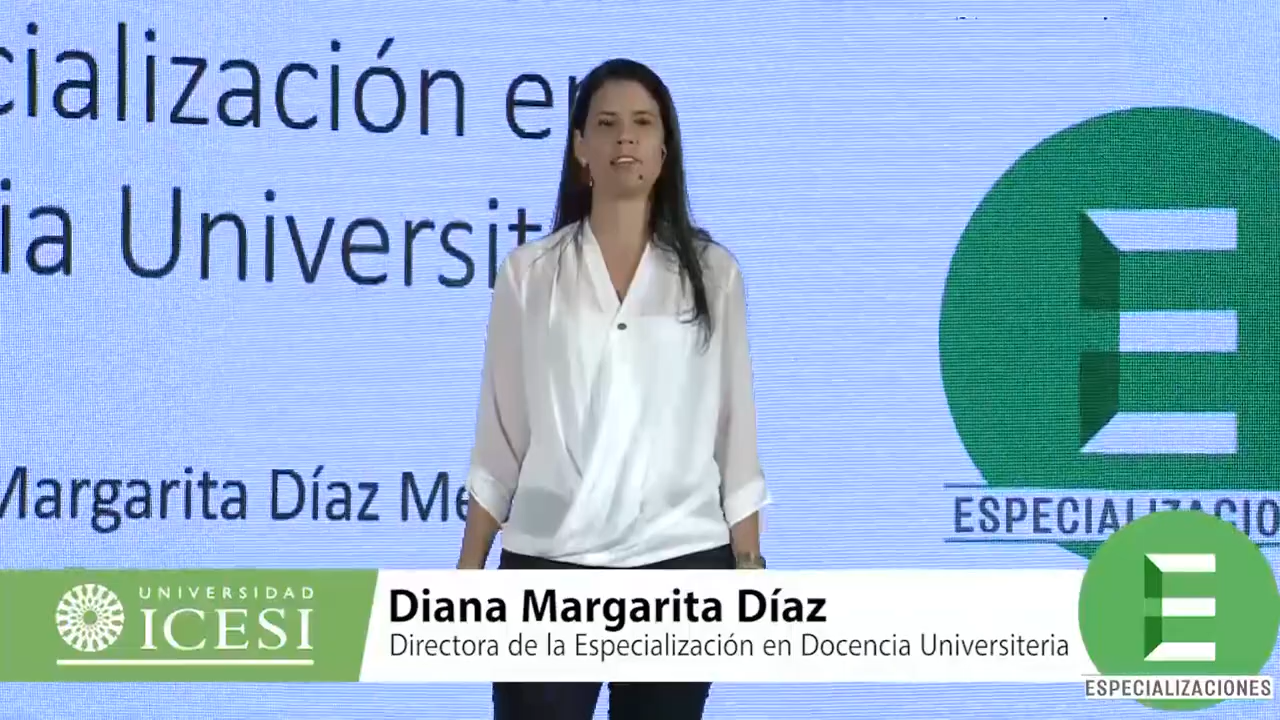 cialización en
ia Universit
Margarita Díaz Me
ESPECIALIZACIO
UNIVERSIDAD
ICESI
Diana Margarita Díaz
Directora de la Especialización en Docencia Universiteria
E
ESPECIALIZACIONES